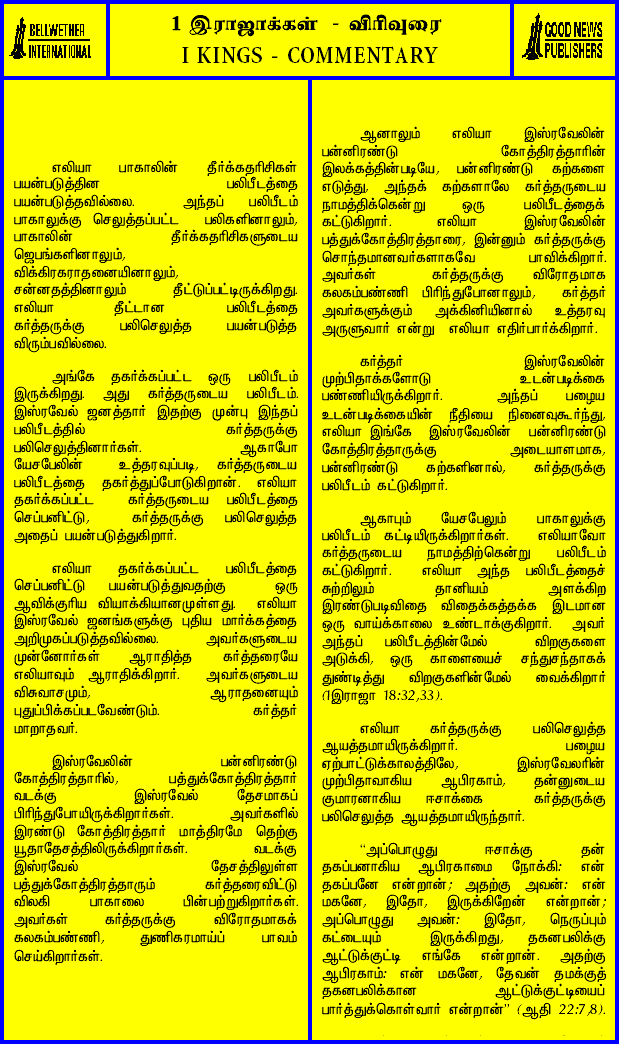 BELLWETHER
INTERNATIONAL
1 இராஜாக்கள் - விரிவுரை
I KINGS - COMMENTARY
GOOD NEWS
PUBLISHERS
எலியா பாகாலின் தீர்க்கதரிசிகள்
பயன்படுத்தின பலிபீடத்தை
பயன்படுத்தவில்லை. அந்தப் பலிபீடம்
பாகாலுக்கு செலுத்தப்பட்ட பலிகளினாலும்,
பாகாலின் தீர்க்கதரிசிகளுடைய
ஜெபங்களினாலும்,
விக்கிரகராதனையினாலும்,
சன்னதத்தினாலும் தீட்டுப்பட்டிருக்கிறது.
எலியா தீட்டான பலிபீடத்தை
கர்த்தருக்கு பலிசெலுத்த பயன்படுத்த
விரும்பவில்லை.
அங்கே தகர்க்கப்பட்ட ஒரு பலிபீடம்
இருக்கிறது. அது கர்த்தருடைய பலிபீடம்.
இஸ்ரவேல் ஜனத்தார் இதற்கு முன்பு இந்தப்
பலிபீடத்தில் கர்த்தருக்கு
பலிசெலுத்தினார்கள். ஆகாபோ
யேசபேலின் உத்தரவுப்படி, கர்த்தருடைய
பலிபீடத்தை தகர்த்துப்போடுகிறான். எலியா
தகர்க்கப்பட்ட கர்த்தருடைய பலிபீடத்தை
செப்பனிட்டு, கர்த்தருக்கு பலிசெலுத்த
அதைப் பயன்படுத்துகிறார்.
எலியா தகர்க்கப்பட்ட பலிபீடத்தை
செப்பனிட்டு பயன்படுத்துவதற்கு ஒரு
ஆவிக்குரிய வியாக்கியானமுள்ளது. எலியா
இஸ்ரவேல் ஜனங்களுக்கு புதிய மார்க்கத்தை
அறிமுகப்படுத்தவில்லை. அவர்களுடைய
முன்னோர்கள் ஆராதித்த கர்த்தரையே
எலியாவும் ஆராதிக்கிறார். அவர்களுடைய
விசுவாசமும், ஆராதனையும்
புதுப்பிக்கப்படவேண்டும். கர்த்தர்
மாறாதவர்.
இஸ்ரவேலின் பன்னிரண்டு
கோத்திரத்தாரில், பத்துக்கோத்திரத்தார்
வடக்கு இஸ்ரவேல் தேசமாகப்
பிரிந்துபோயிருக்கிறார்கள். அவர்களில்
இரண்டு கோத்திரத்தார் மாத்திரமே தெற்கு
யூதாதேசத்திலிருக்கிறார்கள். வடக்கு
இஸ்ரவேல் தேசத்திலுள்ள
பத்துக்கோத்திரத்தாரும் கர்த்தரைவிட்டு
விலகி பாகாலை பின்பற்றுகிறார்கள்.
அவர்கள் கர்த்தருக்கு விரோதமாகக்
கலகம்பண்ணி, துணிகரமாய்ப் பாவம்
செய்கிறார்கள்.
ஆனாலும் எலியா இஸ்ரவேலின்
பன்னிரண்டு கோத்திரத்தாரின்
இலக்கத்தின்படியே, பன்னிரண்டு கற்களை
எடுத்து, அந்தக் கற்களாலே கர்த்தருடைய
நாமத்திக்கென்று ஒரு பலிபீடத்தைக்
கட்டுகிறார். எலியா இஸ்ரவேலின்
பத்துக்கோத்திரத்தாரை, இன்னும் கர்த்தருக்கு
சொந்தமானவர்களாகவே பாவிக்கிறார்.
அவர்கள் கர்த்தருக்கு விரோதமாக
கலகம்பண்ணி பிரிந்துபோனாலும், கர்த்தர்
அவர்களுக்கும் அக்கினியினால் உத்தரவு
அருளுவார் என்று எலியா எதிர்பார்க்கிறார்.
கர்த்தர் இஸ்ரவேலின்
முற்பிதாக்களோடு உடன்படிக்கை
பண்ணியிருக்கிறார். அந்தப் பழைய
உடன்படிக்கையின் நீதியை நினைவுகூர்ந்து,
எலியா இங்கே இஸ்ரவேலின் பன்னிரண்டு
கோத்திரத்தாருக்கு அடையாளமாக,
பன்னிரண்டு கற்களினால், கர்த்தருக்கு
பலிபீடம் கட்டுகிறார்.
ஆகாபும் யேசபேலும் பாகாலுக்கு
பலிபீடம் கட்டியிருக்கிறார்கள். எலியாவோ
கர்த்தருடைய நாமத்திற்கென்று பலிபீடம்
கட்டுகிறார். எலியா அந்த பலிபீடத்தைச்
சுற்றிலும் தானியம் அளக்கிற
இரண்டுபடிவிதை விதைக்கத்தக்க இடமான
ஒரு வாய்க்காலை உண்டாக்குகிறார். அவர்
அந்தப் பலிபீடத்தின்மேல் விறகுகளை
அடுக்கி, ஒரு காளையைச் சந்துசந்தாகக்
துண்டித்து விறகுகளின்மேல் வைக்கிறார்
(1இராஜா 18:32,33).
எலியா கர்த்தருக்கு பலிசெலுத்த
ஆயத்தமாயிருக்கிறார். பழைய
ஏற்பாட்டுக்காலத்திலே, இஸ்ரவேலரின்
முற்பிதாவாகிய ஆபிரகாம், தன்னுடைய
குமாரனாகிய ஈசாக்கை கர்த்தருக்கு
பலிசெலுத்த ஆயத்தமாயிருந்தார்.
“அப்பொழுது ஈசாக்கு தன்
தகப்பனாகிய ஆபிரகாமை நோக்கி: என்
தகப்பனே என்றான்; அதற்கு அவன்: என்
மகனே, இதோ, இருக்கிறேன் என்றான்;
அப்பொழுது அவன்: இதோ, நெருப்பும்
கட்டையும் இருக்கிறது, தகனபலிக்கு
ஆட்டுக்குட்டி எங்கே என்றான். அதற்கு
ஆபிரகாம்: என் மகனே, தேவன் தமக்குத்
தகனபலிக்கான ஆட்டுக்குட்டியைப்
பார்த்துக்கொள்வார் என்றான்” (ஆதி 22:7,8).